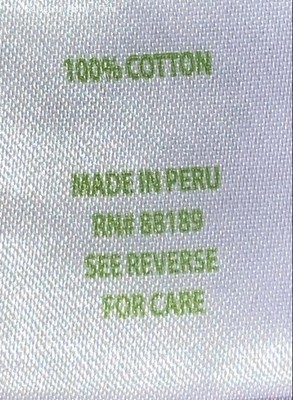 100% COTTON
MADE IN PERU
RN# 88189
SEE REVERSE
FOR CARE